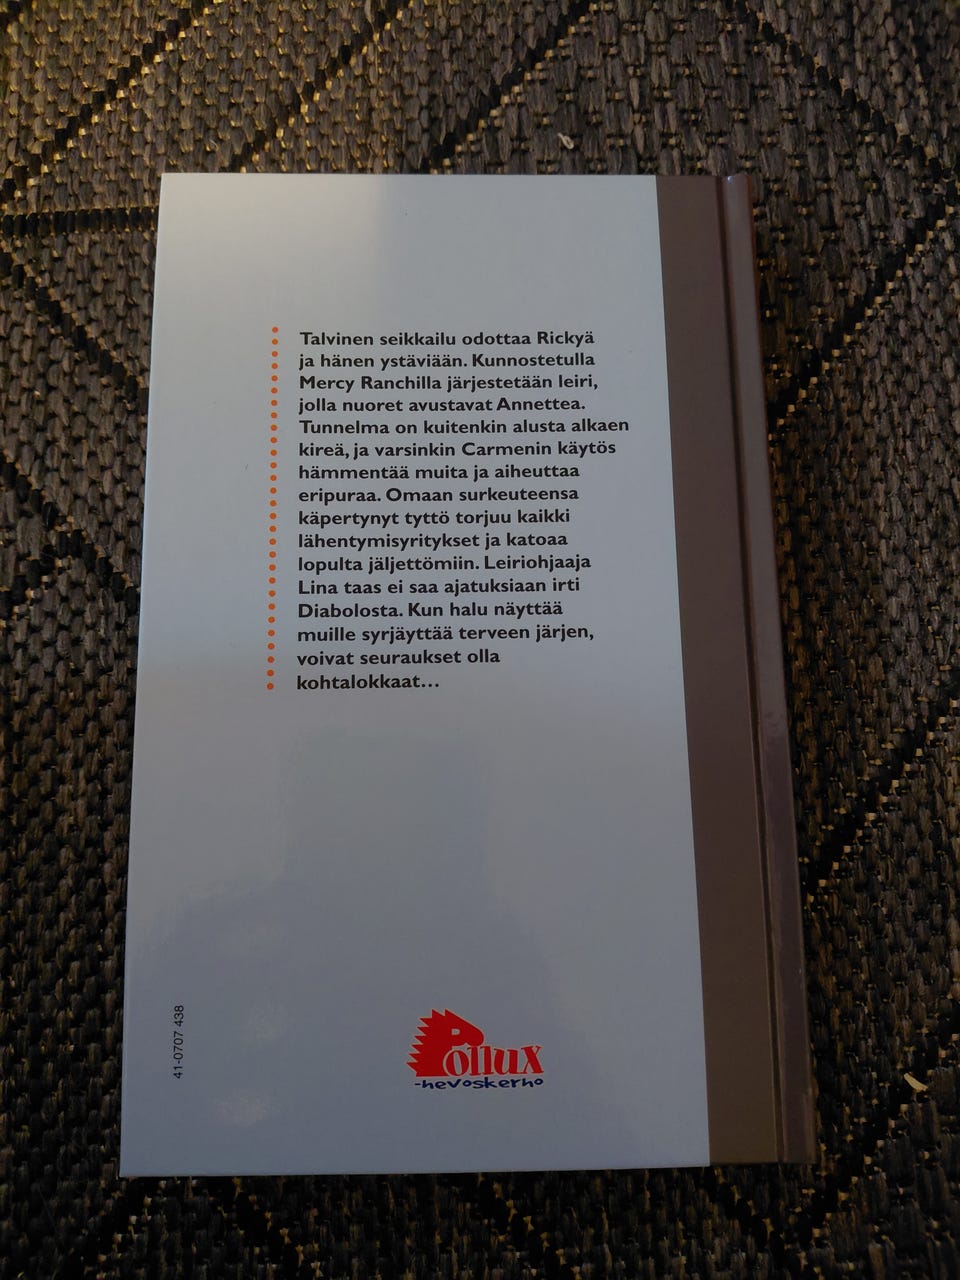 Talvinen seikkailu odottaa Rickyä
ja hänen ystäviään. Kunnostetulla
Mercy Ranchilla järjestetään leiri,
jolla nuoret avustavat Annettea.
Tunnelma on kuitenkin alusta alkaen
kireä, ja varsinkin Carmenin käytös
hämmentää muita ja aiheuttaa
eripuraa. Omaan surkeuteensa
käpertynyt tyttö torjuu kaikki
lähentymisyritykset ja katoaa
lopulta jäljettömiin. Leiriohjaaja
Lina taas ei saa ajatuksiaan irti
Diabolosta. Kun halu näyttää
muille syrjäyttää terveen järjen,
voivat seuraukset olla
kohtalokkaat...
41-0707 438
Pollux
-hevoskerho